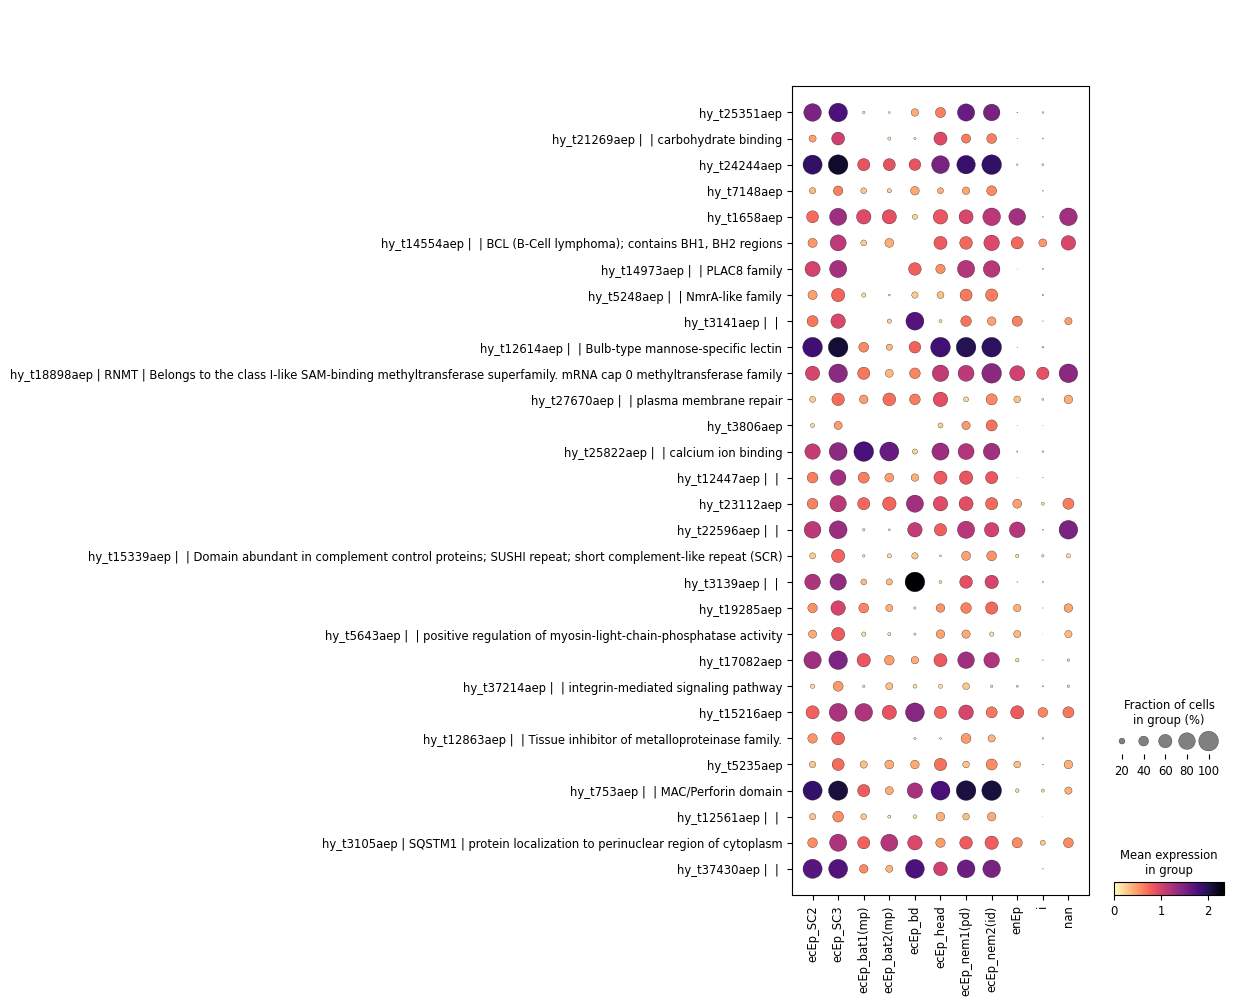 hy_t25351aep
hy_t21269aep | | carbohydrate binding
hy_t24244aep
hy_t7148aep
hy_t1658aep
hy_t14554aep | | BCL (B-Cell lymphoma); contains BH1, BH2 regions
hy_t14973aep | | PLAC8 family
hy_t5248aep | | NmrA-like family
hy_t3141aep | |
hy_t12614aep | | Bulb-type mannose-specific lectin
hy_t18898aep | RNMT | Belongs to the class I-like SAM-binding methyltransferase superfamily. mRNA cap 0 methyltransferase family
hy_t27670aep | | plasma membrane repair
hy_t3806aep
hy_t25822aep | | calcium ion binding
hy_t12447aep | |
hy_t23112aep
hy_t22596aep | |
hy_t15339aep | | Domain abundant in complement control proteins; SUSHI repeat; short complement-like repeat (SCR)
hy_t3139aep | |
hy_t19285aep
hy_t5643aep | | positive regulation of myosin-light-chain-phosphatase activity
hy_t17082aep
hy_t37214aep | | integrin-mediated signaling pathway
hy_t15216aep
hy_t12863aep | | Tissue inhibitor of metalloproteinase family.
hy_t5235aep
hy_t753aep | | MAC/Perforin domain
hy_t12561aep | |
hy_t3105aep | SQSTM1 | protein localization to perinuclear region of cytoplasm
hy_t37430aep | |
ecEp_SC2
ecEp_SC3
ecEp_bat1(mp)
ecEp_bat2(mp)
ecEp_bd
ecEp_head
ecEp_nem1(pd)
ecEp_nem2(id)
enEp
i
nan
Fraction of cells
in group (%)
20 40 60 80 100
Mean expression
in group
0 1 2